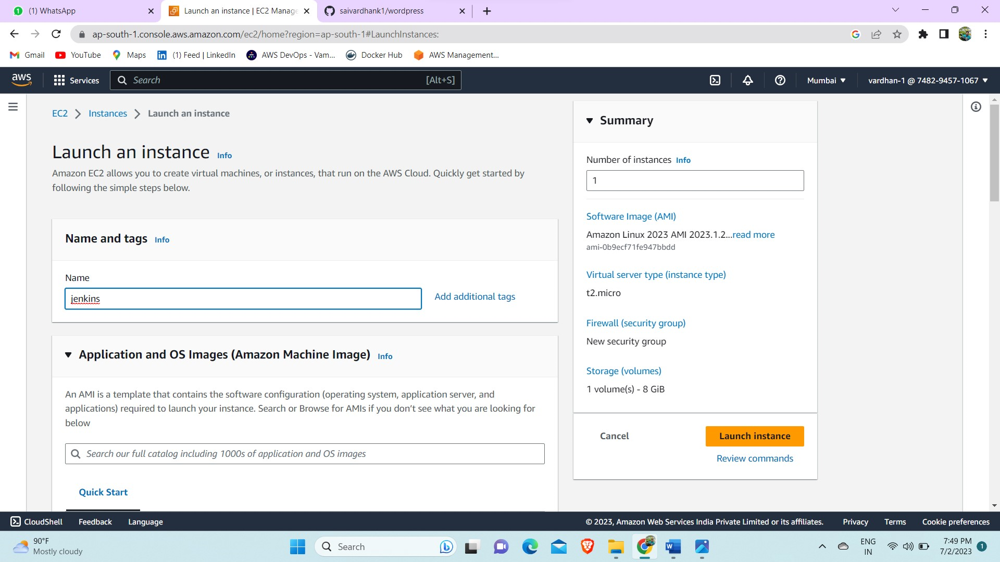 (1) WhatsApp
Launch an instance | EC2 Manage
saivardhank1/wordpress
ap-south-1.console.aws.amazon.com/ec2/home?region=ap-south-1#LaunchInstances:
Gmail YouTube Maps (1) Feed | LinkedIn AWS DevOps - Vam... Docker Hub AWS Management...
aws Services Search [Alt+S] Mumbai vardhan-1 @ 7482-9457-1067
EC2 Instances Launch an instance
Launch an instance Info
Amazon EC2 allows you to create virtual machines, or instances, that run on the AWS Cloud. Quickly get started by
following the simple steps below.
Name and tags Info
Name
jenkins
Add additional tags
Application and OS Images (Amazon Machine Image) Info
An AMI is a template that contains the software configuration (operating system, application server, and
applications) required to launch your instance. Search or Browse for AMIs if you don’t see what you are looking for
below
Search our full catalog including 1000s of application and OS images
Quick Start
Summary
Number of instances Info
1
Software Image (AMI)
Amazon Linux 2023 AMI 2023.1.2...read more
ami-0b9ecf71fe947bbdd
Virtual server type (instance type)
t2.micro
Firewall (security group)
New security group
Storage (volumes)
1 volume(s) - 8 GiB
Cancel Launch instance
Review commands
CloudShell Feedback Language © 2023, Amazon Web Services India Private Limited or its affiliates. Privacy Terms Cookie preferences
90°F
Mostly cloudy
Search
ENG
IN
7:49 PM
7/2/2023
1